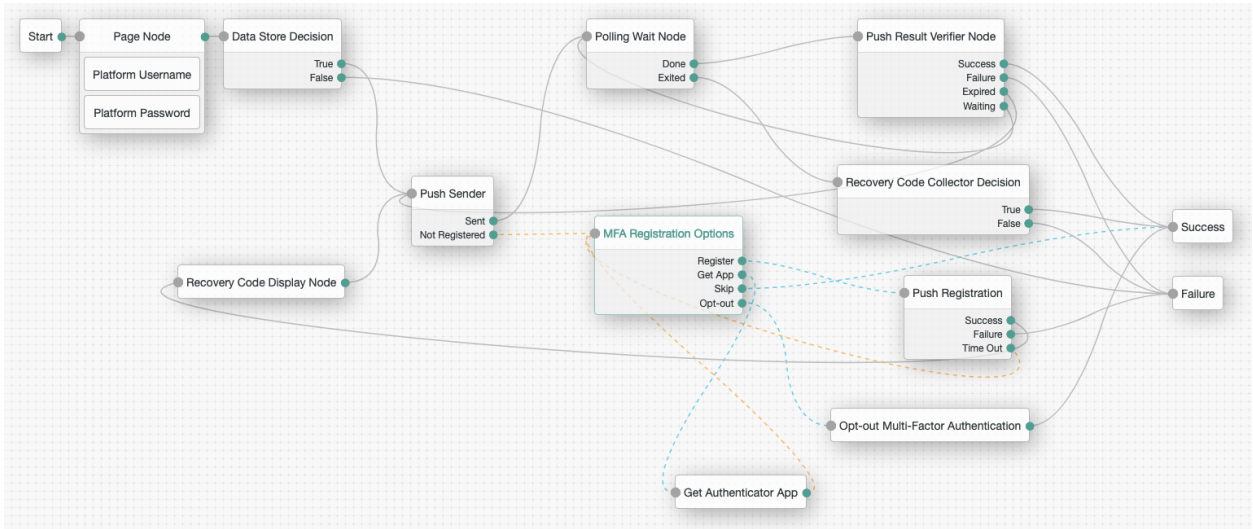 Start
Page Node
Platform Username
Platform Password
Data Store Decision
True
False
Polling Wait Node
Done
Exited
Push Result Verifier Node
Success
Failure
Expired
Waiting
Push Sender
Sent
Not Registered
Recovery Code Collector Decision
True
False
MFA Registration Options
Register
Get App
Skip
Opt-out
Success
Recovery Code Display Node
Push Registration
Success
Failure
Time Out
Failure
Opt-out Multi-Factor Authentication
Get Authenticator App